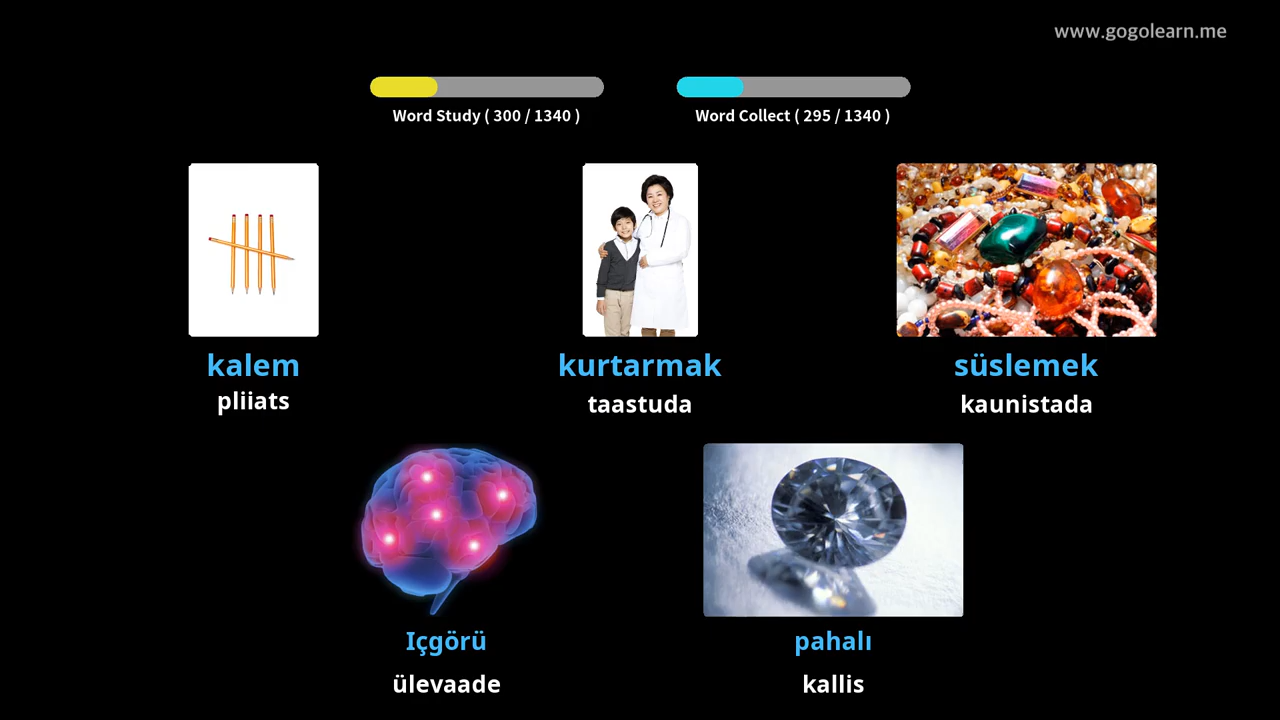 www.gogolearn.me
Word Study ( 300 / 1340 )
Word Collect ( 295 / 1340 )
kalem
pliiats
kurtarmak
taastuda
süslemek
kaunistada
Içgörü
ülevaade
pahalı
kallis